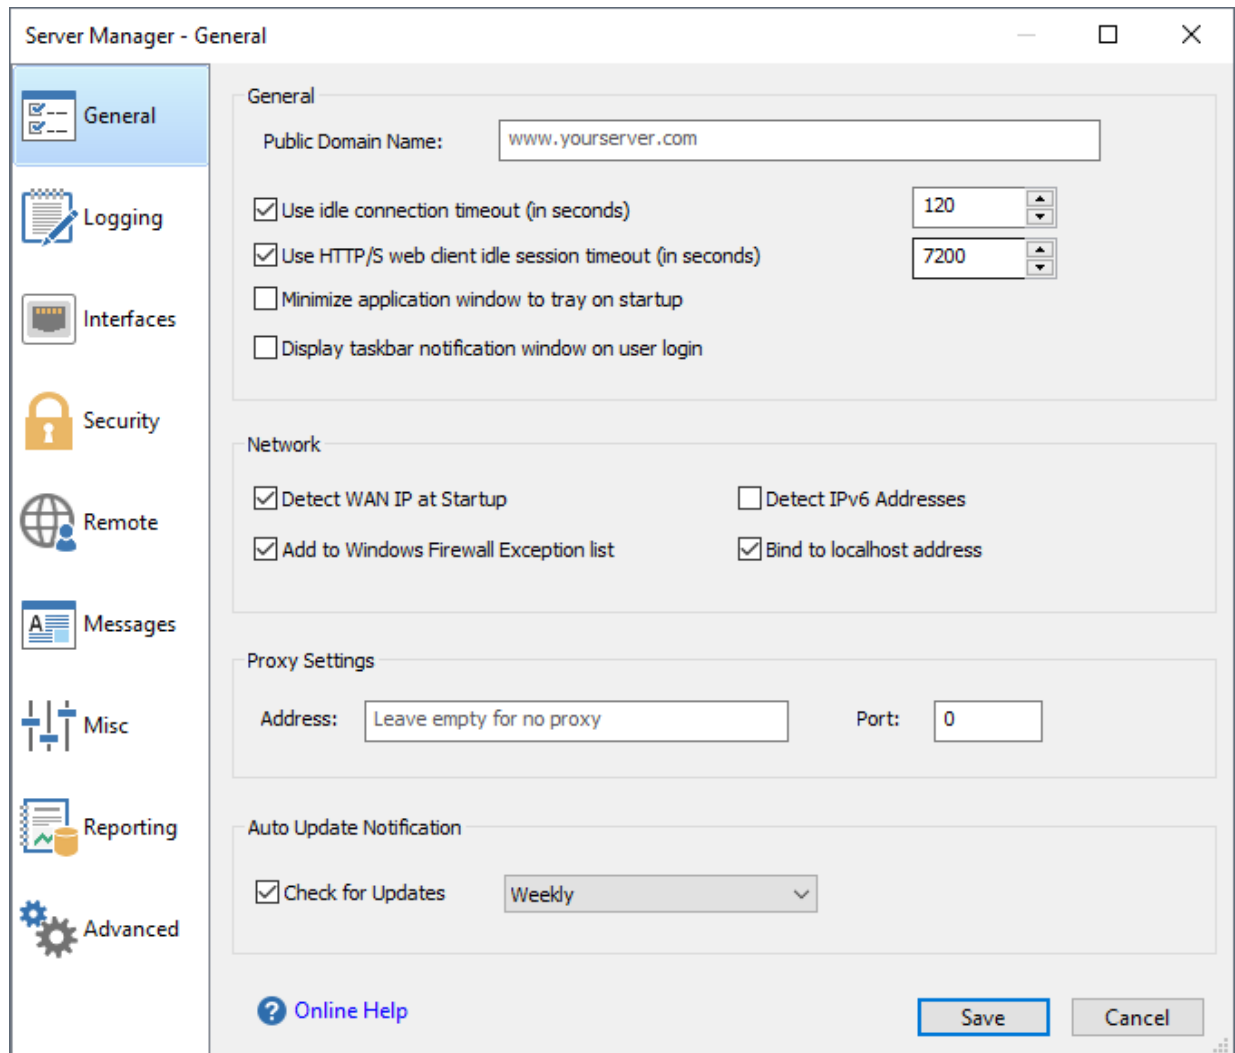 Server Manager - General
General
Logging
Interfaces
Security
Remote
Messages
Misc
Reporting
Advanced
General
Public Domain Name: www.yourserver.com
Use idle connection timeout (in seconds) 120
Use HTTP/S web client idle session timeout (in seconds) 7200
Minimize application window to tray on startup
Display taskbar notification window on user login
Network
Detect WAN IP at Startup Detect IPv6 Addresses
Add to Windows Firewall Exception list Bind to localhost address
Proxy Settings
Address: Leave empty for no proxy Port: 0
Auto Update Notification
Check for Updates Weekly
? Online Help Save Cancel